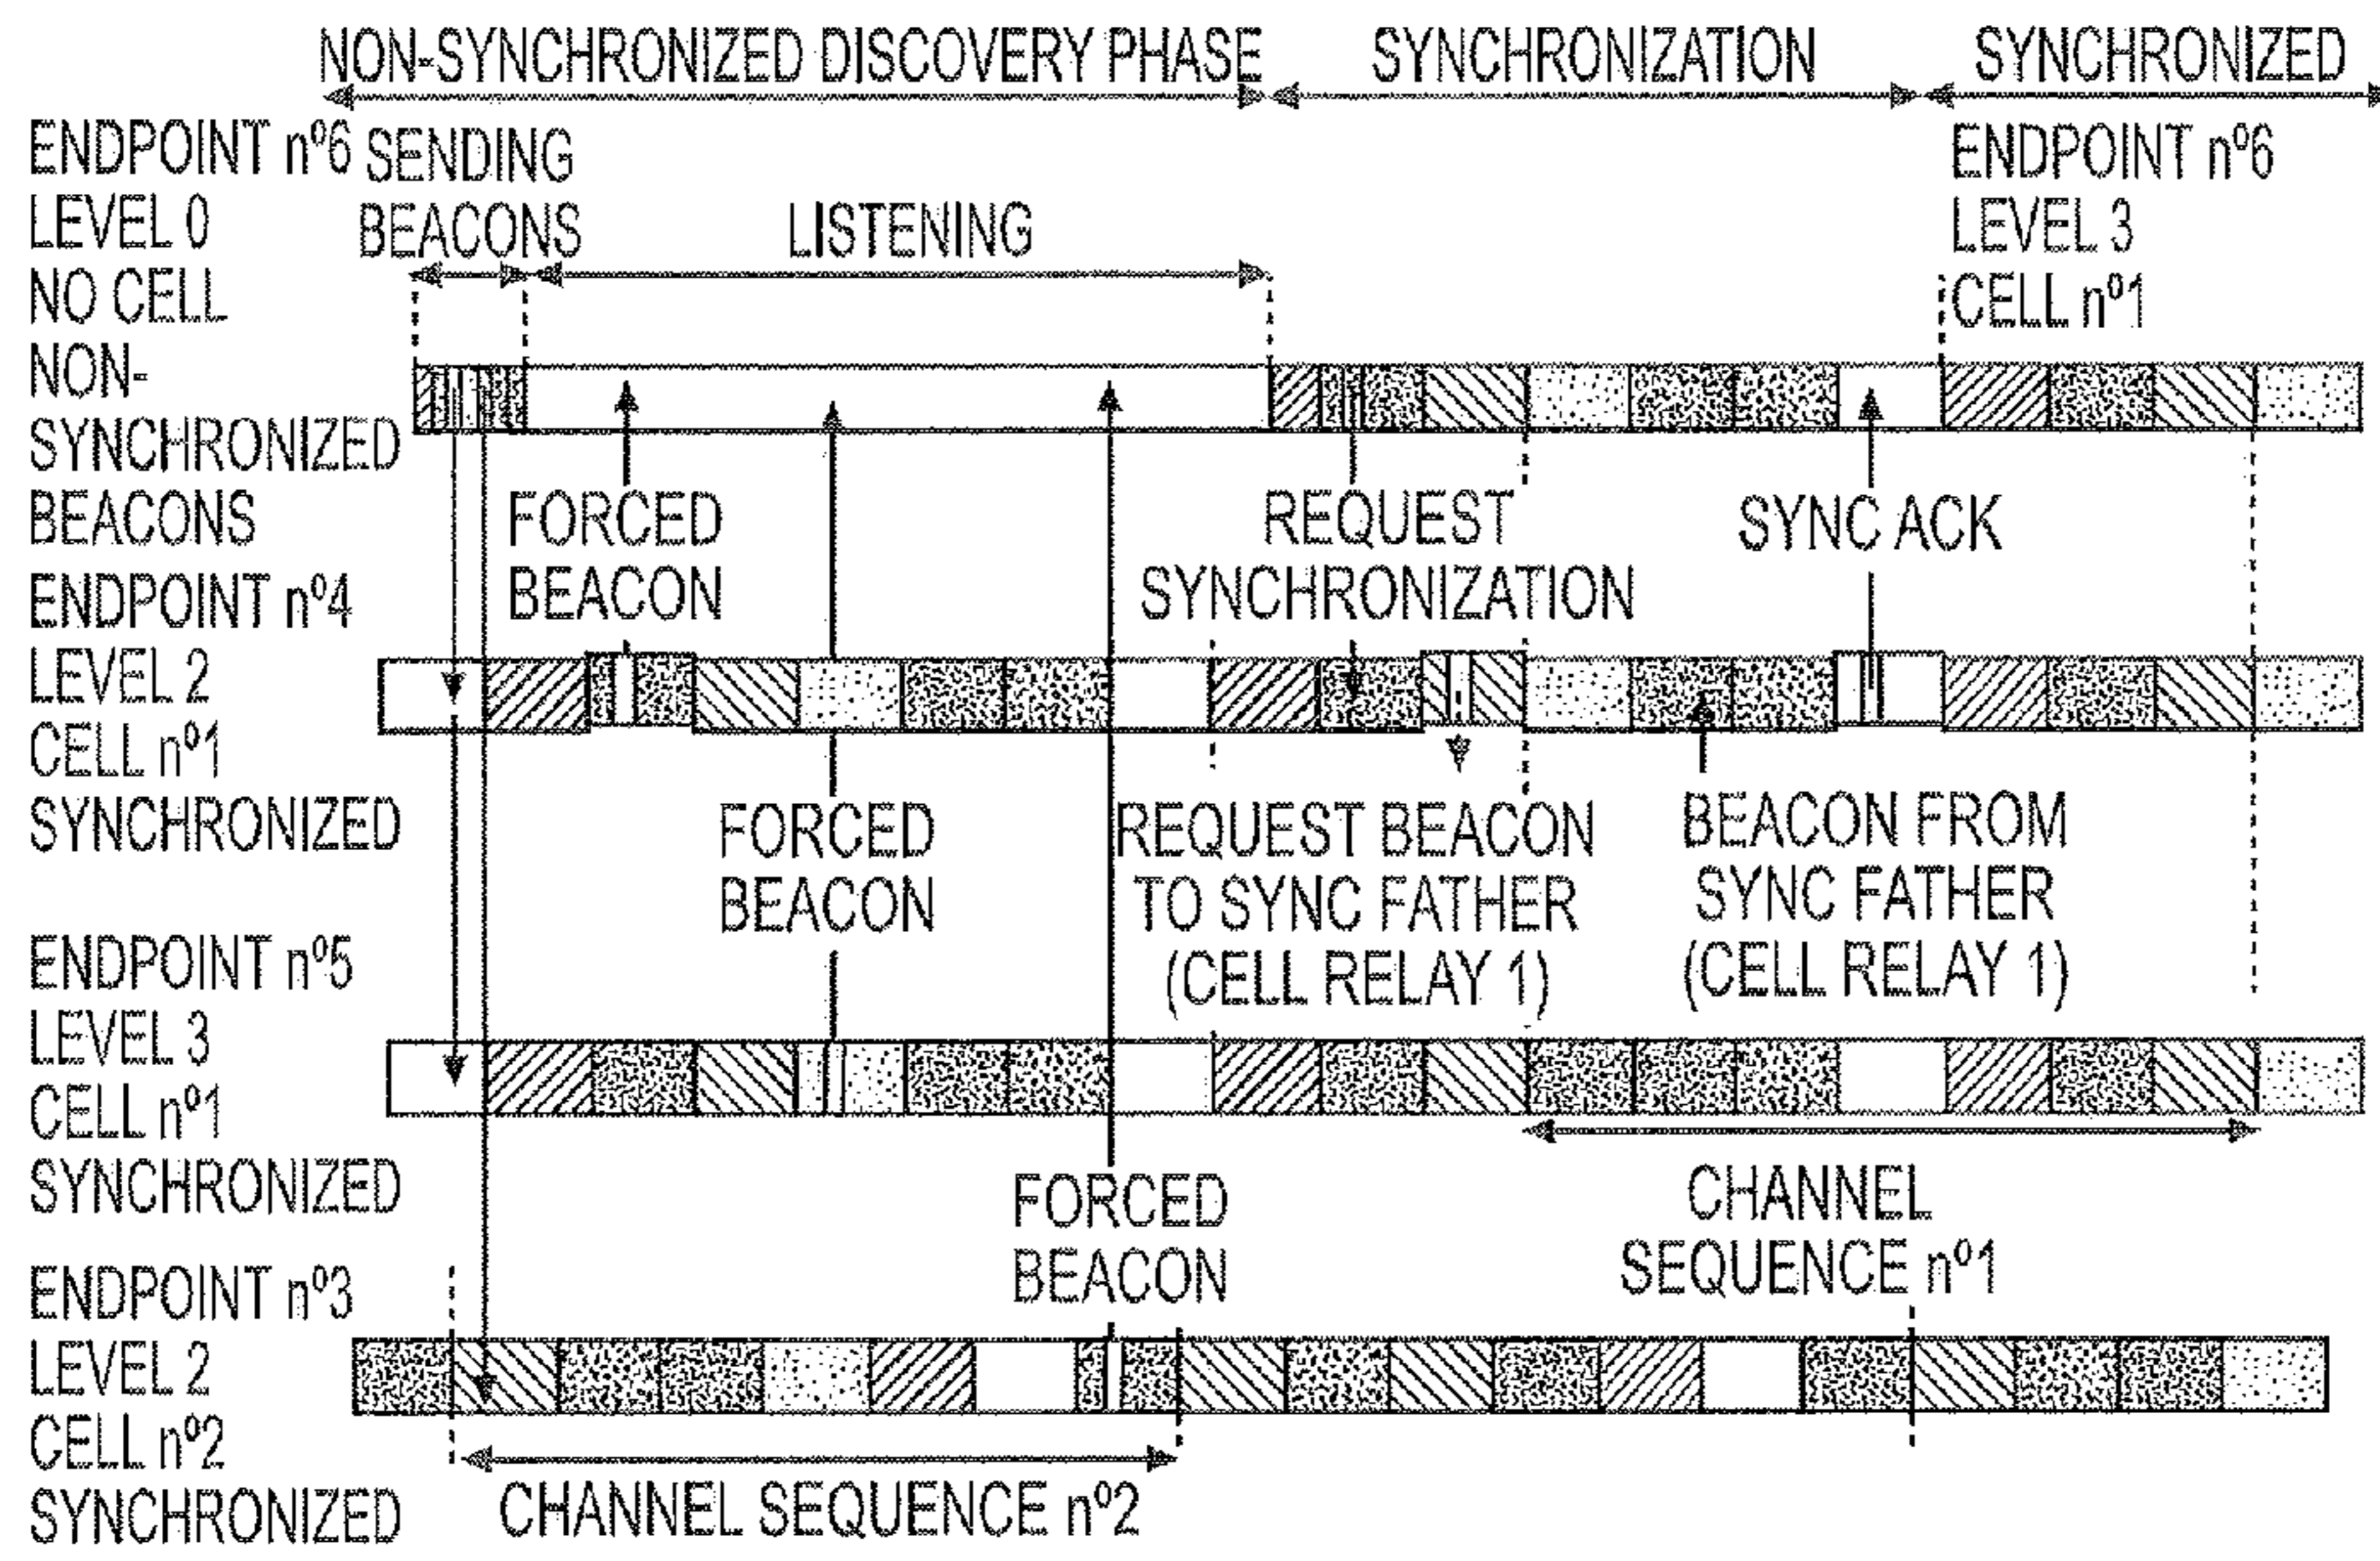 NON-SYNCHRONIZED DISCOVERY PHASE
SYNCHRONIZATION
SYNCHRONIZED
ENDPOINT nº6
LEVEL 0
NO CELL
NON-
SYNCHRONIZED
BEACONS
SENDING
BEACONS
LISTENING
ENDPOINT nº6
LEVEL 3
CELL nº1
FORCED
BEACON
REQUEST
SYNCHRONIZATION
SYNC ACK
ENDPOINT nº4
LEVEL 2
CELL nº1
SYNCHRONIZED
FORCED
BEACON
REQUEST BEACON
TO SYNC FATHER
(CELL RELAY 1)
BEACON FROM
SYNC FATHER
(CELL RELAY 1)
ENDPOINT nº5
LEVEL 3
CELL nº1
SYNCHRONIZED
FORCED
BEACON
CHANNEL
SEQUENCE nº1
ENDPOINT nº3
LEVEL 2
CELL nº2
SYNCHRONIZED
CHANNEL SEQUENCE nº2